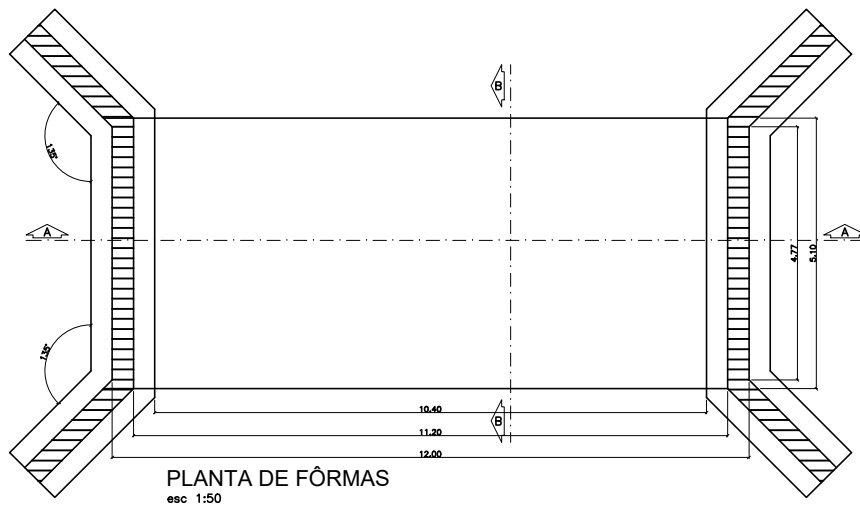 B
135°
A
A
4.77
5.10
135°
10.40
B
11.20
12.00
PLANTA DE FÔRMAS
esc 1:50